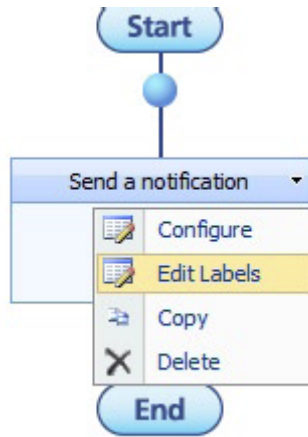 Start
Send a notification
Configure
Edit Labels
Copy
Delete
End